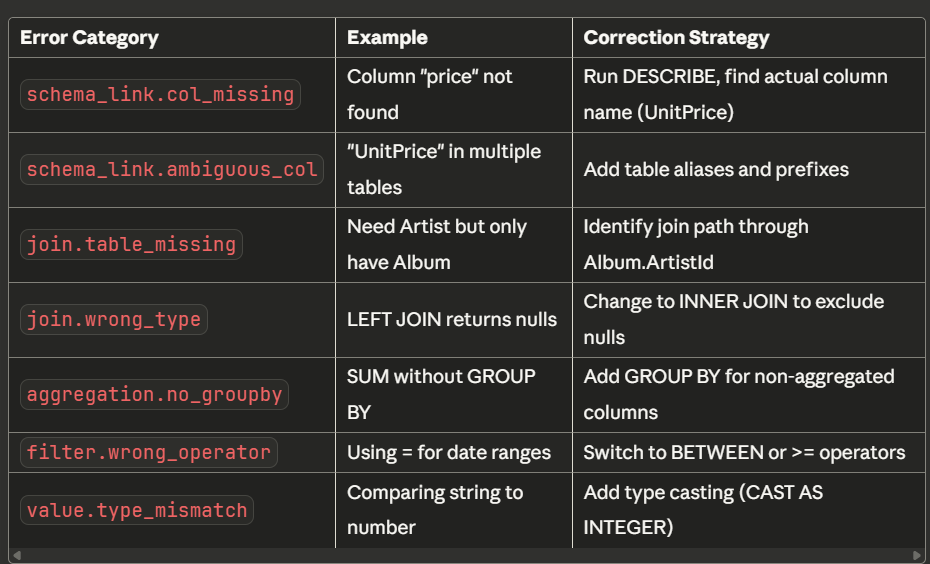 Error Category Example Correction Strategy
schema_link.col_missing
Column "price" not
found
Run DESCRIBE, find actual column
name (UnitPrice)
schema_link.ambiguous_col
"UnitPrice" in multiple
tables
Add table aliases and prefixes
join.table_missing
Need Artist but only
have Album
Identify join path through
Album.ArtistId
join.wrong_type
LEFT JOIN returns nulls
Change to INNER JOIN to exclude
nulls
aggregation.no_groupby
SUM without GROUP
BY
Add GROUP BY for non-aggregated
columns
filter.wrong_operator
Using = for date ranges
Switch to BETWEEN or >= operators
value.type_mismatch
Comparing string to
number
Add type casting (CAST AS
INTEGER)